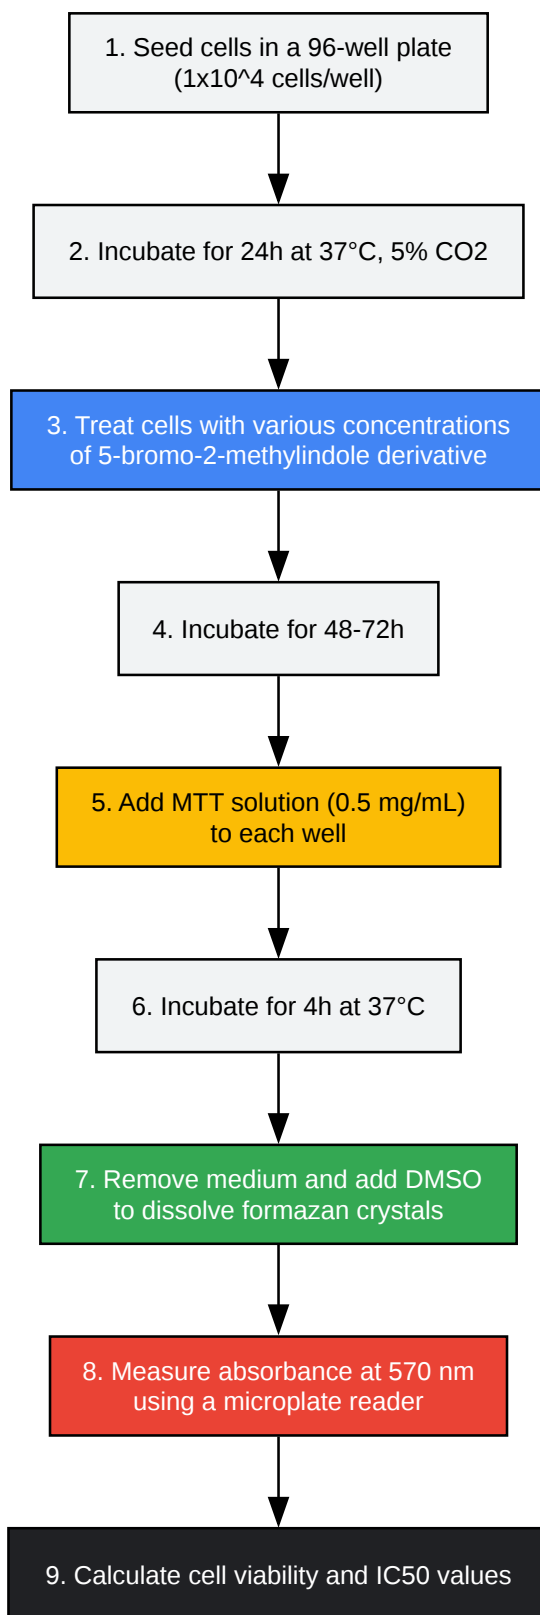 1. Seed cells in a 96-well plate
(1x10^4 cells/well)
2. Incubate for 24h at 37°C, 5% CO2
3. Treat cells with various concentrations
of 5-bromo-2-methylindole derivative
4. Incubate for 48-72h
5. Add MTT solution (0.5 mg/mL)
to each well
6. Incubate for 4h at 37°C
7. Remove medium and add DMSO
to dissolve formazan crystals
8. Measure absorbance at 570 nm
using a microplate reader
9. Calculate cell viability and IC50 values